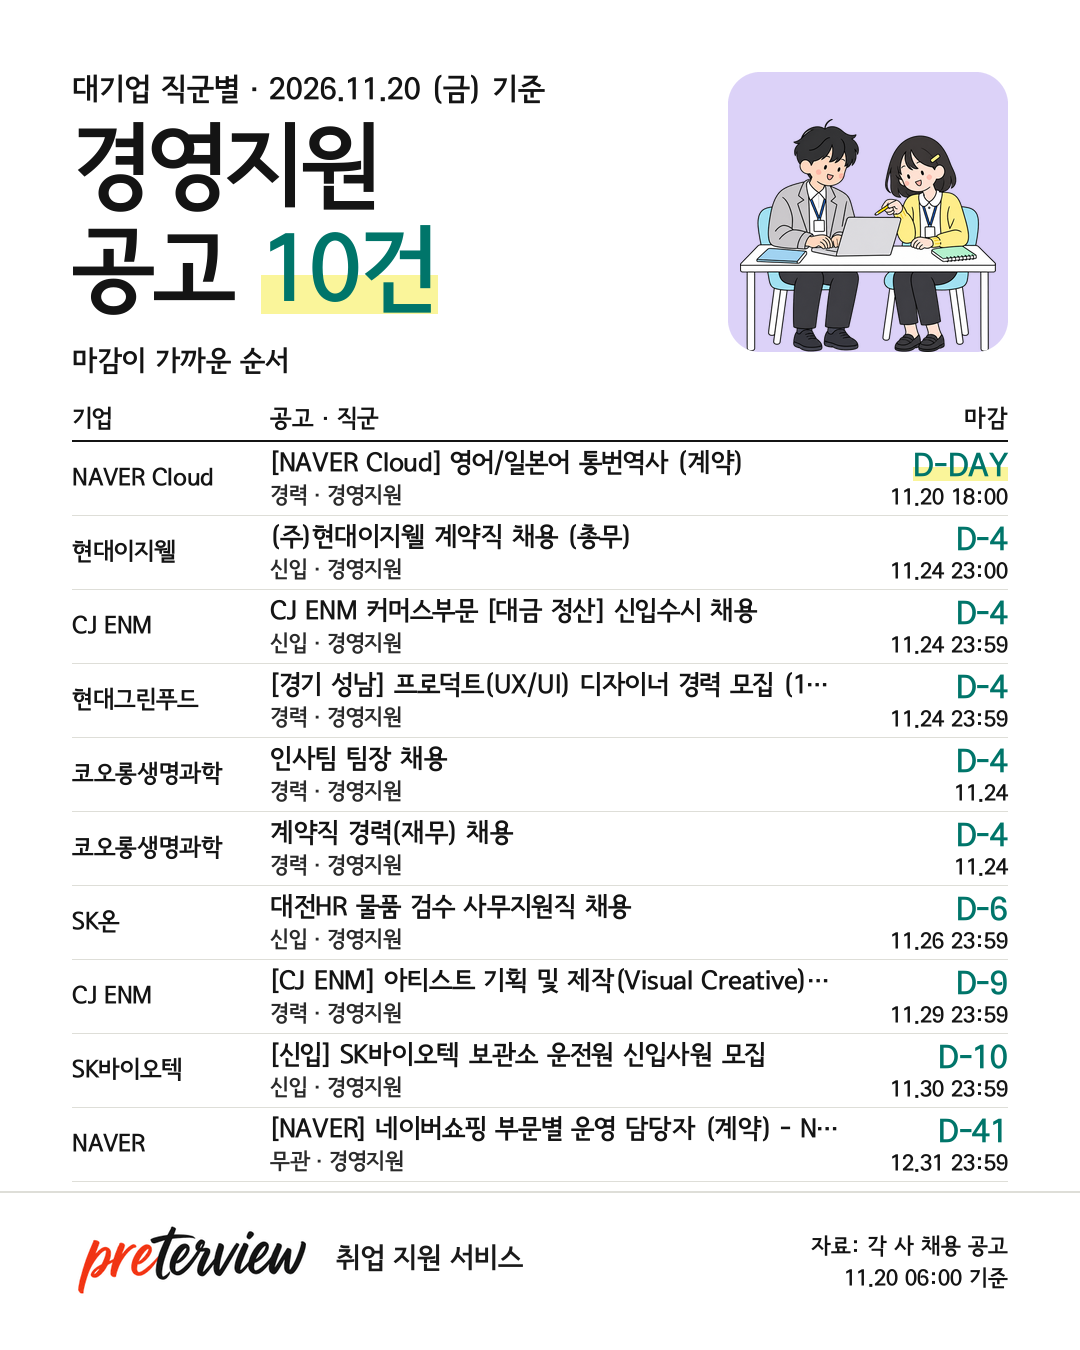 대기업 직군별 · 2026.11.20 (금) 기준
경영지원
공고 10건
마감이 가까운 순서
기업 공고 · 직군 마감
NAVER Cloud [NAVER Cloud] 영어/일본어 통번역사 (계약) D-DAY
경력 · 경영지원 11.20 18:00
현대이지웰 (주)현대이지웰 계약직 채용 (총무) D-4
신입 · 경영지원 11.24 23:00
CJ ENM CJ ENM 커머스부문 [대금 정산] 신입수시 채용 D-4
신입 · 경영지원 11.24 23:59
현대그린푸드 [경기 성남] 프로덕트(UX/UI) 디자이너 경력 모집 (1… D-4
경력 · 경영지원 11.24 23:59
코오롱생명과학 인사팀 팀장 채용 D-4
경력 · 경영지원 11.24
코오롱생명과학 계약직 경력(재무) 채용 D-4
경력 · 경영지원 11.24
SK온 대전HR 물품 검수 사무지원직 채용 D-6
신입 · 경영지원 11.26 23:59
CJ ENM [CJ ENM] 아티스트 기획 및 제작(Visual Creative)… D-9
경력 · 경영지원 11.29 23:59
SK바이오텍 [신입] SK바이오텍 보관소 운전원 신입사원 모집 D-10
신입 · 경영지원 11.30 23:59
NAVER [NAVER] 네이버쇼핑 부문별 운영 담당자 (계약) - N… D-41
무관 · 경영지원 12.31 23:59
preterview 취업 지원 서비스
자료: 각 사 채용 공고
11.20 06:00 기준